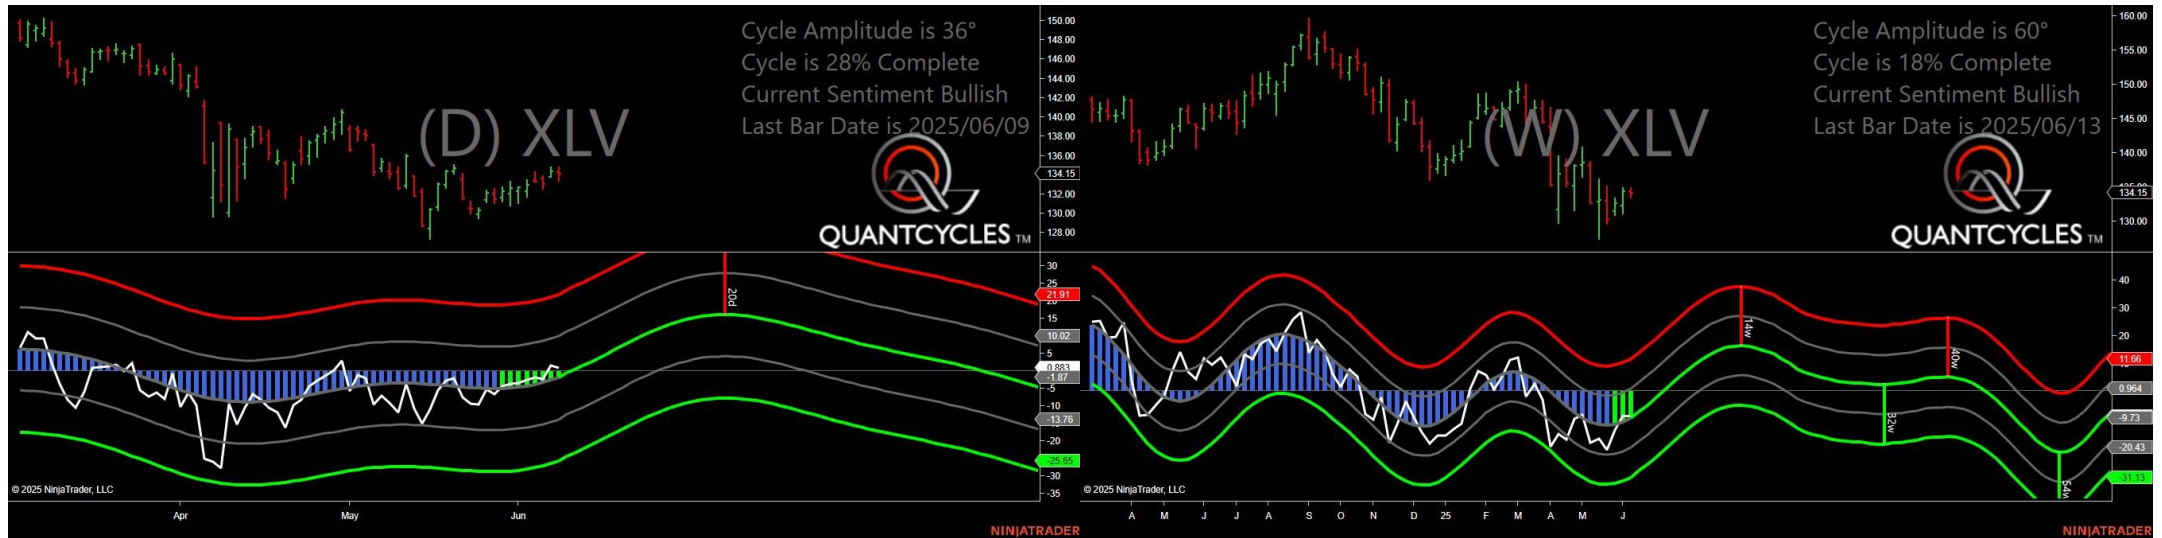 Cycle Amplitude is 36°
Cycle is 28% Complete
Current Sentiment Bullish
Last Bar Date is 2025/06/09
(D) XLV
QUANTCYCLES TM
150.00
148.00
146.00
144.00
142.00
140.00
138.00
136.00
134.15
132.00
130.00
128.00
30
25
21.91
15
10.02
5
0.883
-1.87
-5
-10
-13.76
-20
-25.65
-30
-35
20d
© 2025 NinjaTrader, LLC
Apr May Jun
NINJATRADER
Cycle Amplitude is 60°
Cycle is 18% Complete
Current Sentiment Bullish
Last Bar Date is 2025/06/13
(W) XLV
QUANTCYCLES TM
160.00
155.00
150.00
145.00
140.00
134.15
130.00
40
30
20
11.66
0.964
-9.73
-20.43
-31.13
14w
32w
40w
54w
© 2025 NinjaTrader, LLC
A M J J A S O N D 25 F M A M J
NINJATRADER